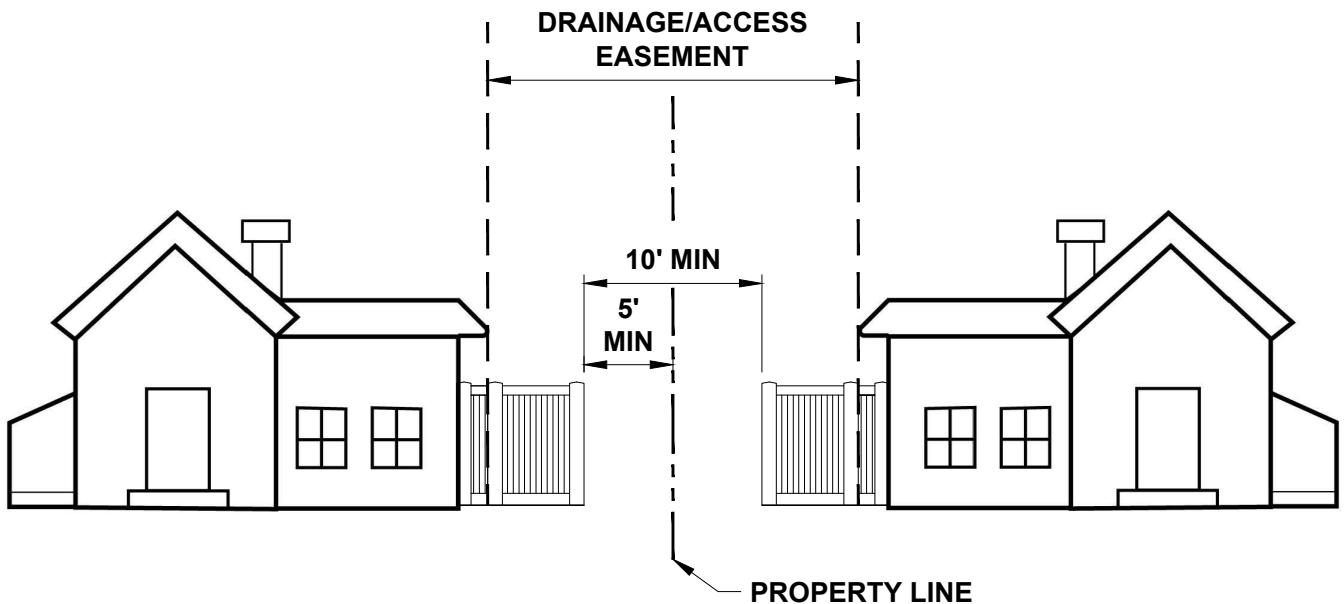 DRAINAGE/ACCESS
EASEMENT
10' MIN
5'
MIN
PROPERTY LINE